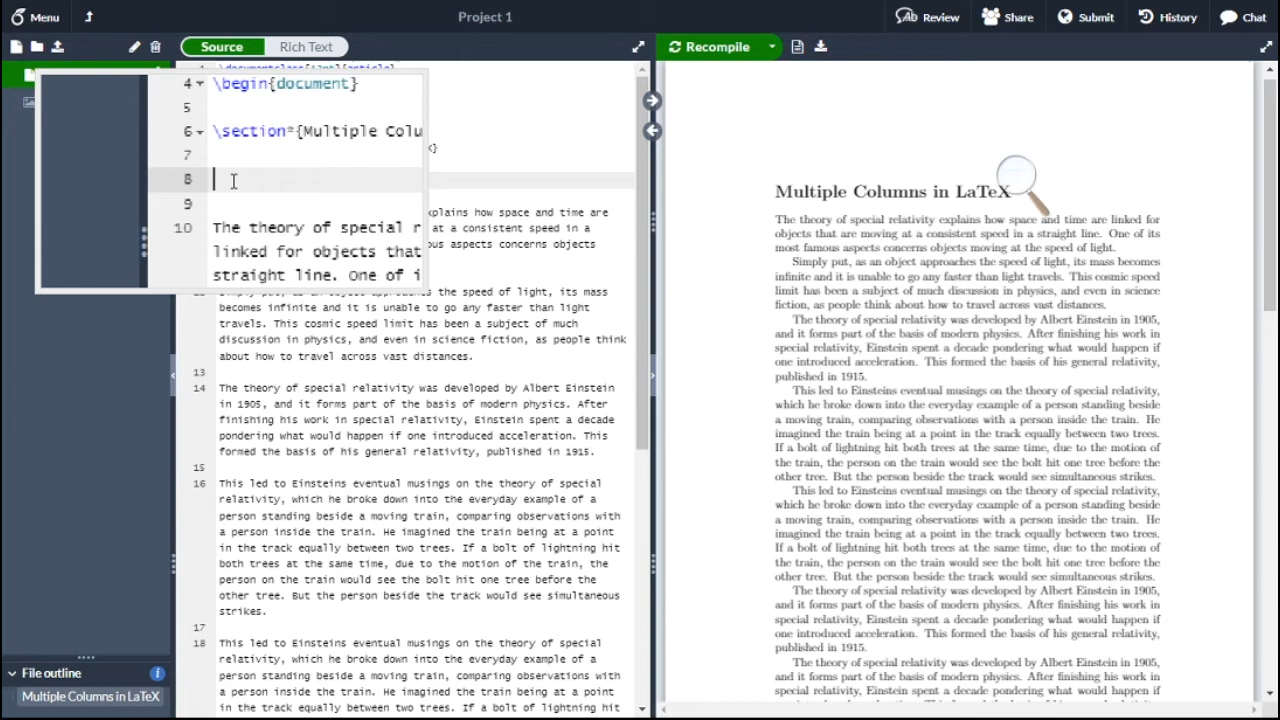 Menu
Project 1
Review
Share
Submit
History
Chat
Source
Rich Text
Recompile
4
\begin{document}
5
6
\section*{Multiple Colu
7
8
9
10
The theory of special r
linked for objects that
straight line. One of i
xplains how space and time are
at a consistent speed in a
ous aspects concerns objects
the speed of light, its mass
becomes infinite and it is unable to go any faster than light
travels. This cosmic speed limit has been a subject of much
discussion in physics, and even in science fiction, as people think
about how to travel across vast distances.
13
14
The theory of special relativity was developed by Albert Einstein
in 1905, and it forms part of the basis of modern physics. After
finishing his work in special relativity, Einstein spent a decade
pondering what would happen if one introduced acceleration. This
formed the basis of his general relativity, published in 1915.
15
16
This led to Einsteins eventual musings on the theory of special
relativity, which he broke down into the everyday example of a
person standing beside a moving train, comparing observations with
a person inside the train. He imagined the train being at a point
in the track equally between two trees. If a bolt of lightning hit
both trees at the same time, due to the motion of the train, the
person on the train would see the bolt hit one tree before the
other tree. But the person beside the track would see simultaneous
strikes.
17
18
This led to Einsteins eventual musings on the theory of special
relativity, which he broke down into the everyday example of a
person standing beside a moving train, comparing observations with
a person inside the train. He imagined the train being at a point
in the track equally between two trees. If a bolt of lightning hit
File outline
Multiple Columns in LaTeX
Multiple Columns in LaTeX
The theory of special relativity explains how space and time are linked for
objects that are moving at a consistent speed in a straight line. One of its
most famous aspects concerns objects moving at the speed of light.
Simply put, as an object approaches the speed of light, its mass becomes
infinite and it is unable to go any faster than light travels. This cosmic speed
limit has been a subject of much discussion in physics, and even in science
fiction, as people think about how to travel across vast distances.
The theory of special relativity was developed by Albert Einstein in 1905,
and it forms part of the basis of modern physics. After finishing his work in
special relativity, Einstein spent a decade pondering what would happen if
one introduced acceleration. This formed the basis of his general relativity,
published in 1915.
This led to Einsteins eventual musings on the theory of special relativity,
which he broke down into the everyday example of a person standing beside
a moving train, comparing observations with a person inside the train. He
imagined the train being at a point in the track equally between two trees.
If a bolt of lightning hit both trees at the same time, due to the motion of
the train, the person on the train would see the bolt hit one tree before the
other tree. But the person beside the track would see simultaneous strikes.
This led to Einsteins eventual musings on the theory of special relativity,
which he broke down into the everyday example of a person standing beside
a moving train, comparing observations with a person inside the train. He
imagined the train being at a point in the track equally between two trees.
If a bolt of lightning hit both trees at the same time, due to the motion of
the train, the person on the train would see the bolt hit one tree before the
other tree. But the person beside the track would see simultaneous strikes.
The theory of special relativity was developed by Albert Einstein in 1905,
and it forms part of the basis of modern physics. After finishing his work in
special relativity, Einstein spent a decade pondering what would happen if
one introduced acceleration. This formed the basis of his general relativity,
published in 1915.
The theory of special relativity was developed by Albert Einstein in 1905,
and it forms part of the basis of modern physics. After finishing his work in
special relativity, Einstein spent a decade pondering what would happen if